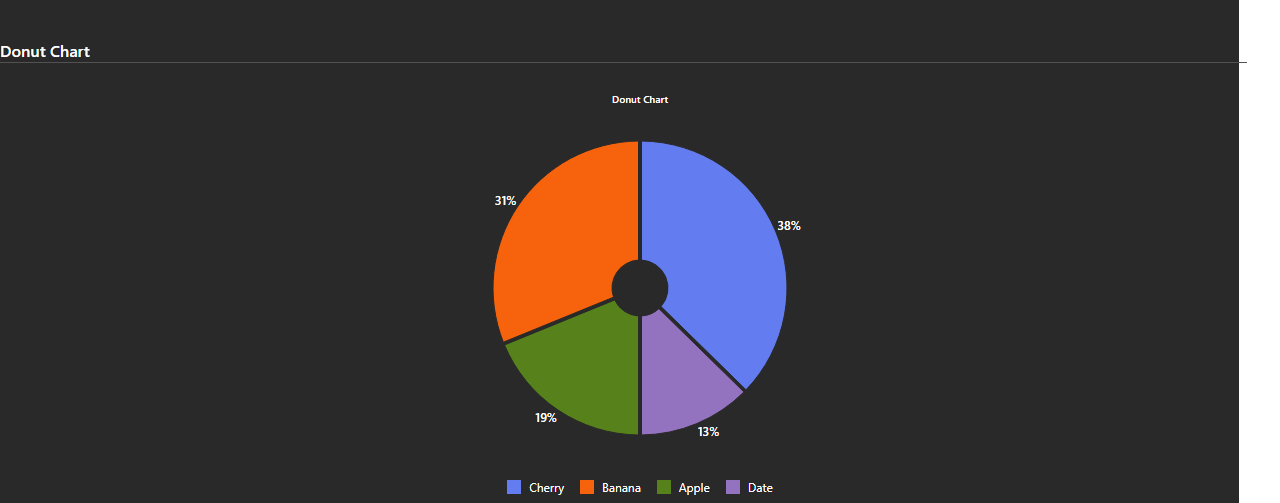 Donut Chart
Donut Chart
31%
38%
19%
13%
Cherry Banana Apple Date